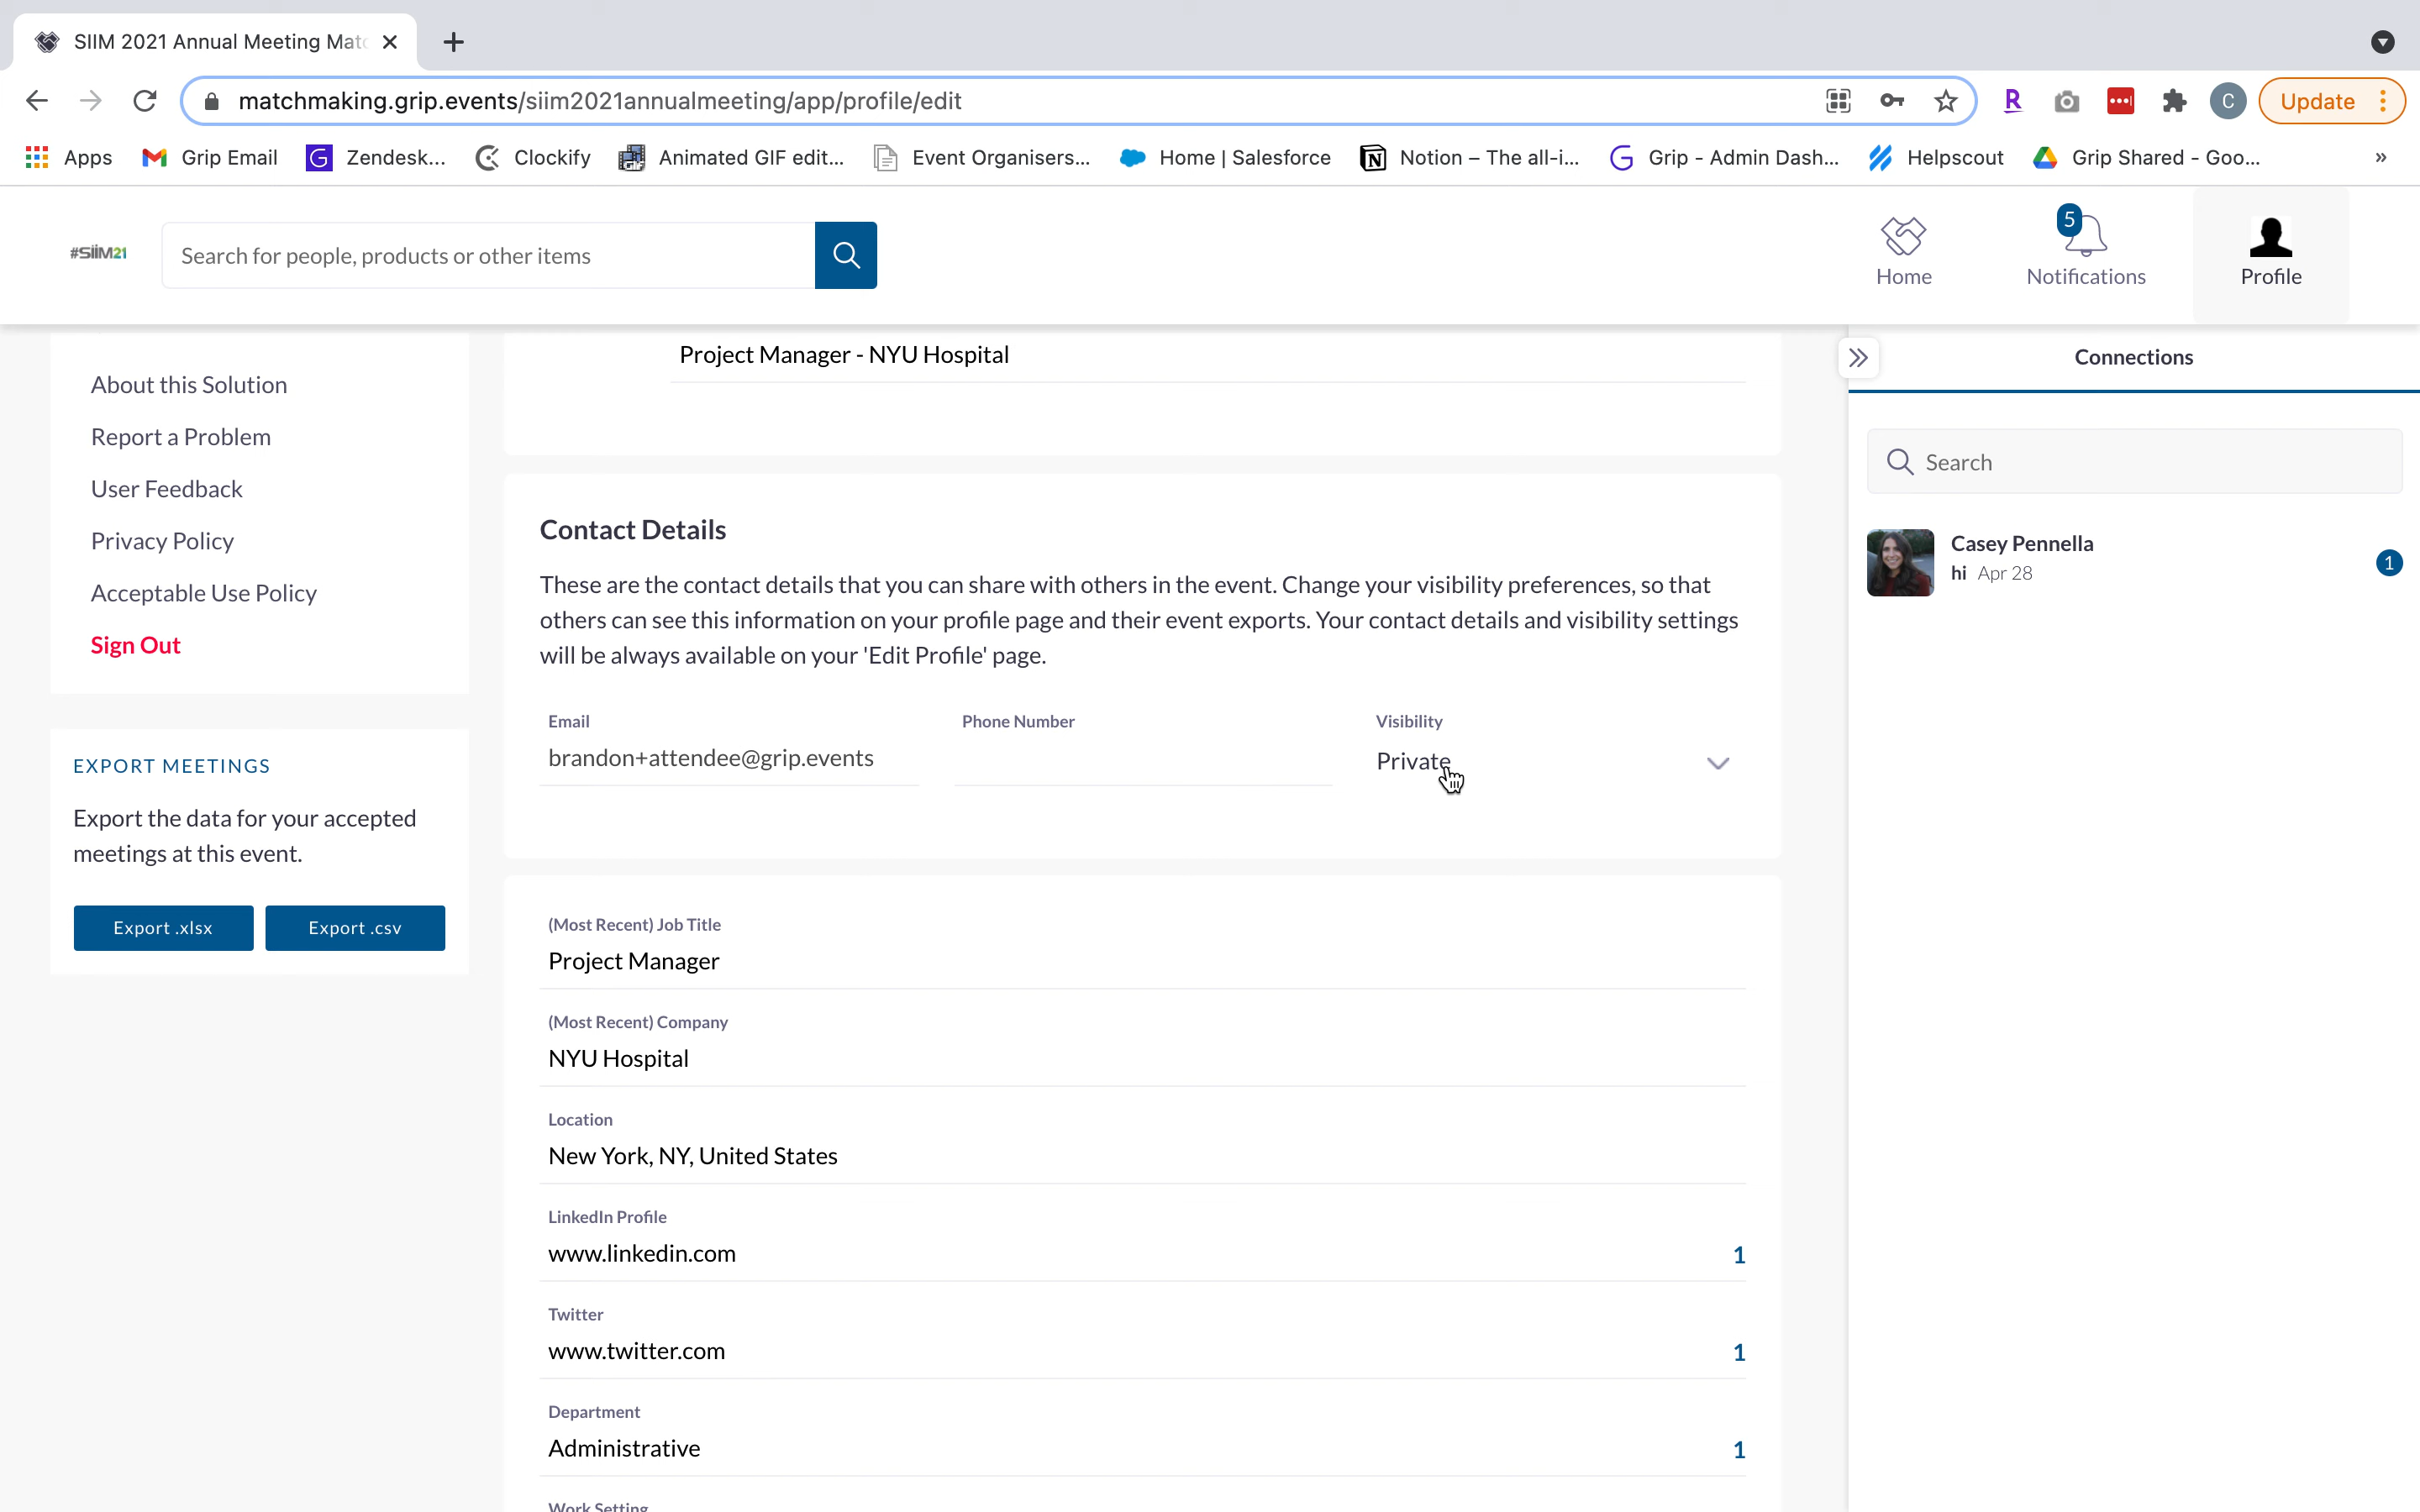 SIIM 2021 Annual Meeting Matc
matchmaking.grip.events/siim2021annualmeeting/app/profile/edit
R
C
Update
Apps
Grip Email
G
Zendesk...
Clockify
Animated GIF edit...
Event Organisers...
Home | Salesforce
Notion – The all-i...
Grip - Admin Dash...
Helpscout
Grip Shared - Goo...
»
#SiiM21
Search for people, products or other items
Home
5
Notifications
Profile
About this Solution
Report a Problem
User Feedback
Privacy Policy
Acceptable Use Policy
Sign Out
EXPORT MEETINGS
Export the data for your accepted
meetings at this event.
Export .xlsx
Export .csv
Project Manager - NYU Hospital
Contact Details
These are the contact details that you can share with others in the event. Change your visibility preferences, so that
others can see this information on your profile page and their event exports. Your contact details and visibility settings
will be always available on your 'Edit Profile' page.
Email
brandon+attendee@grip.events
Phone Number
Visibility
Private
(Most Recent) Job Title
Project Manager
(Most Recent) Company
NYU Hospital
Location
New York, NY, United States
LinkedIn Profile
www.linkedin.com 1
Twitter
www.twitter.com 1
Department
Administrative 1
Work Setting
Connections
Search
Casey Pennella
hi Apr 28
1